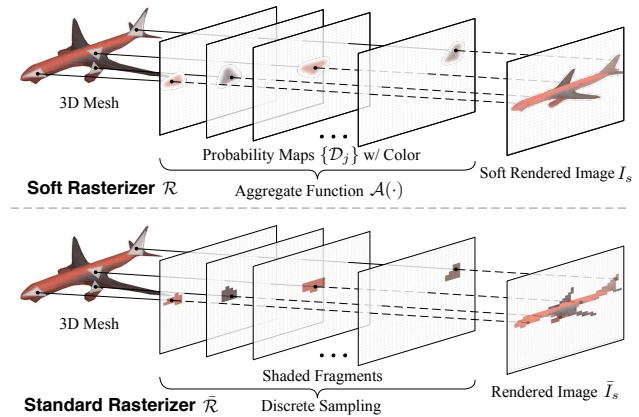 3D Mesh
• • •
Probability Maps {𝒟ⱼ} w/ Color
Soft Rendered Image Iₛ
Soft Rasterizer ℛ
Aggregate Function 𝒜(·)
3D Mesh
• • •
Shaded Fragments
Rendered Image Īₛ
Standard Rasterizer ℛ̄
Discrete Sampling